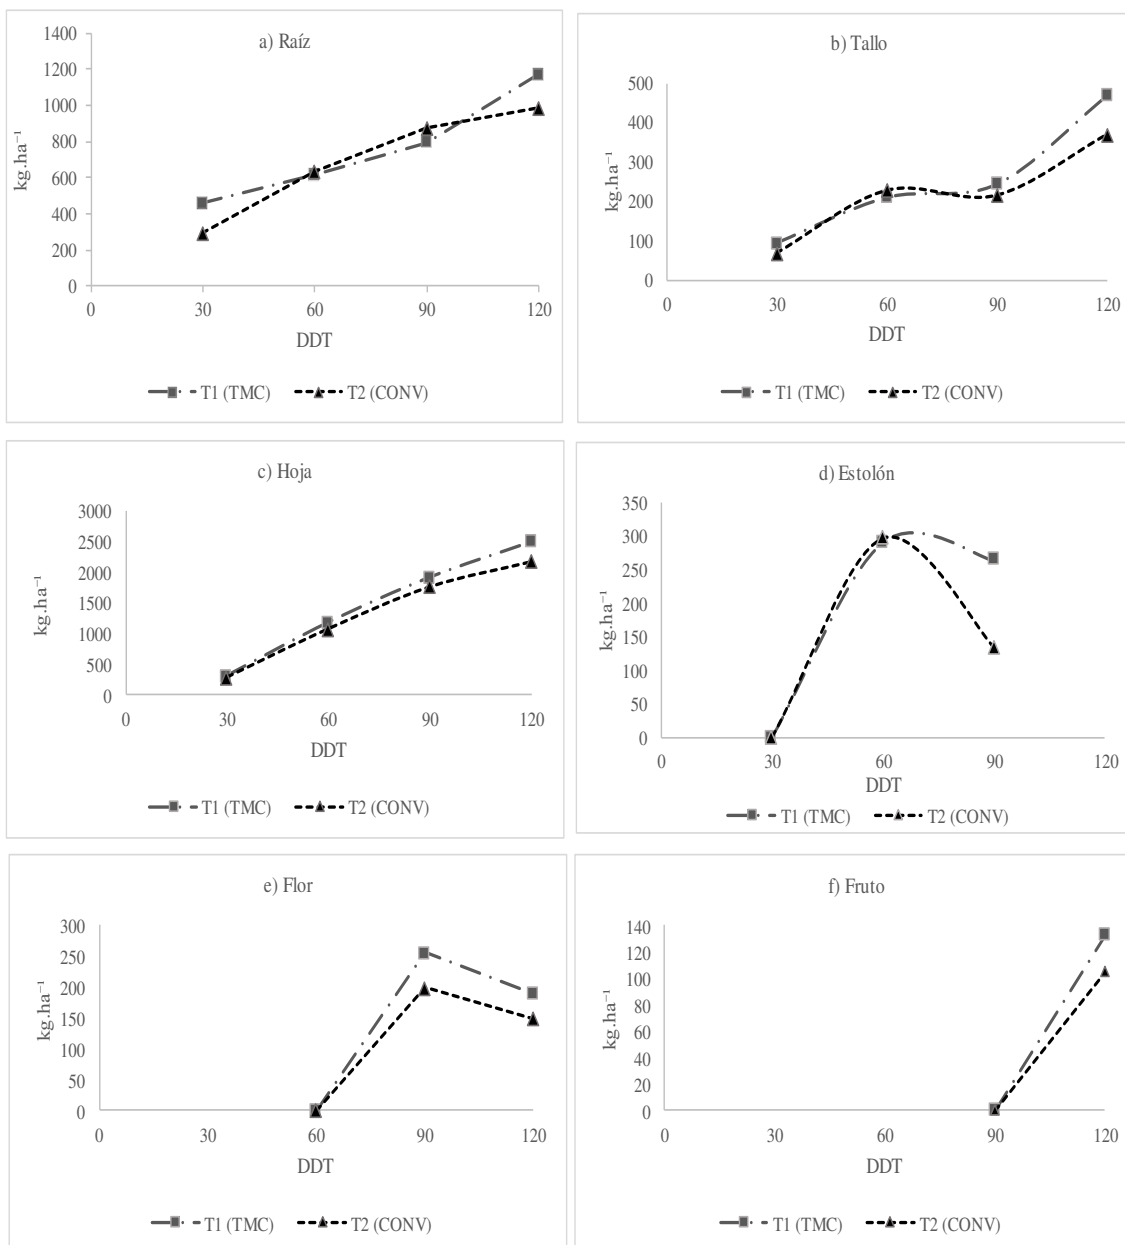 a) Raíz
1400
1200
1000
800
600
400
200
0
kg.ha⁻¹
0 30 60 90 120
DDT
T1 (TMC) T2 (CONV)
b) Tallo
500
400
300
200
100
0
kg.ha⁻¹
0 30 60 90 120
DDT
T1 (TMC) T2 (CONV)
c) Hoja
3000
2500
2000
1500
1000
500
0
kg.ha⁻¹
0 30 60 90 120
DDT
T1 (TMC) T2 (CONV)
d) Estolón
350
300
250
200
150
100
50
0
kg.ha⁻¹
0 30 60 90 120
DDT
T1 (TMC) T2 (CONV)
e) Flor
300
250
200
150
100
50
0
kg.ha⁻¹
0 30 60 90 120
DDT
T1 (TMC) T2 (CONV)
f) Fruto
140
120
100
80
60
40
20
0
kg.ha⁻¹
0 30 60 90 120
DDT
T1 (TMC) T2 (CONV)